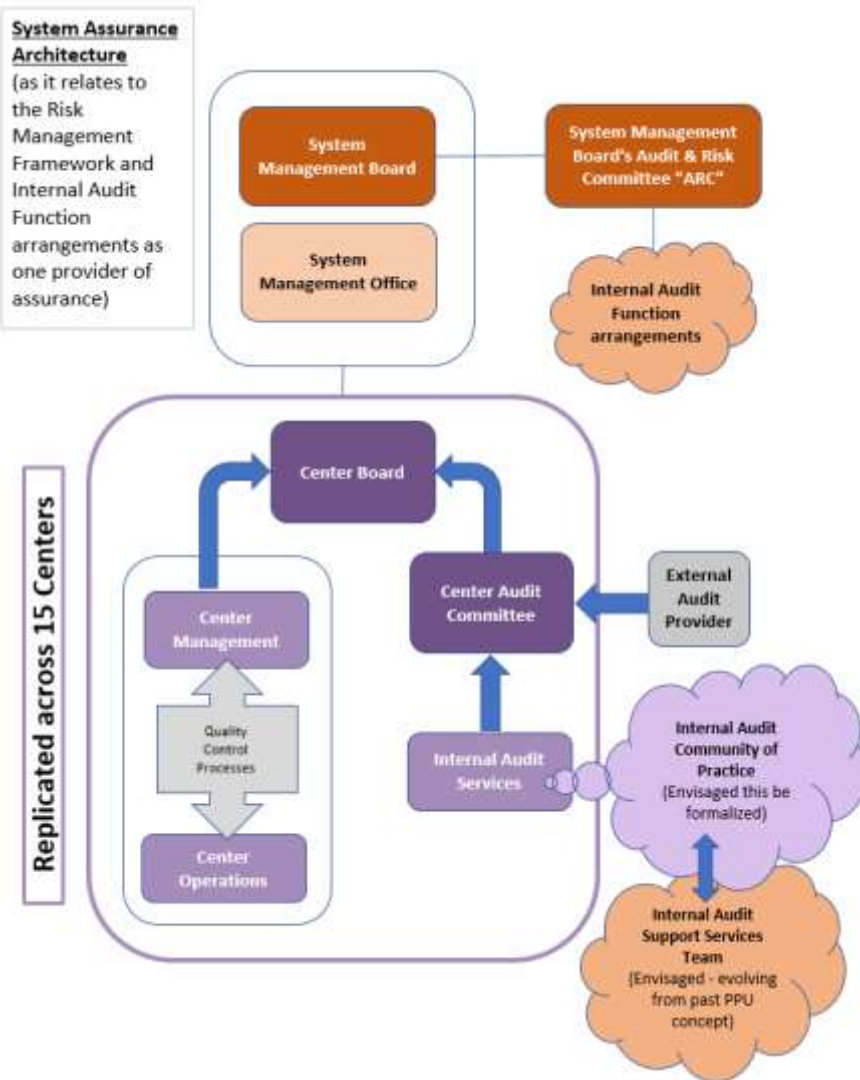 System Assurance
Architecture
(as it relates to
the Risk
Management
Framework and
Internal Audit
Function
arrangements as
one provider of
assurance)
System
Management Board
System Management
Board's Audit & Risk
Committee "ARC"
System
Management Office
Internal Audit
Function
arrangements
Replicated across 15 Centers
Center Board
Center
Management
Quality
Control
Processes
Center
Operations
Center Audit
Committee
External
Audit
Provider
Internal Audit
Services
Internal Audit
Community of
Practice
(Envisaged this be
formalized)
Internal Audit
Support Services
Team
(Envisaged - evolving
from past PPU
concept)